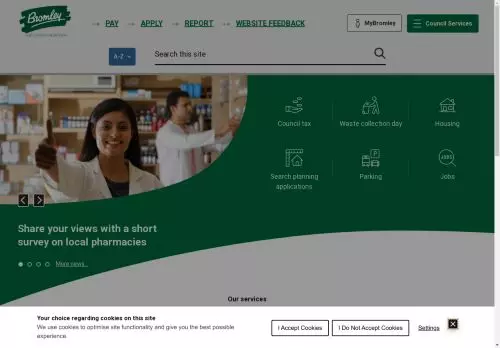 Bromley
PAY APPLY REPORT WEBSITE FEEDBACK
MyBromley
Council Services
A-Z
Search this site
Council tax
Waste collection day
Housing
Search planning
applications
Parking
JOBS
Jobs
Share your views with a short
survey on local pharmacies
More news..
Our services
Your choice regarding cookies on this site
We use cookies to optimise site functionality and give you the best possible
experience.
I Accept Cookies
I Do Not Accept Cookies
Settings